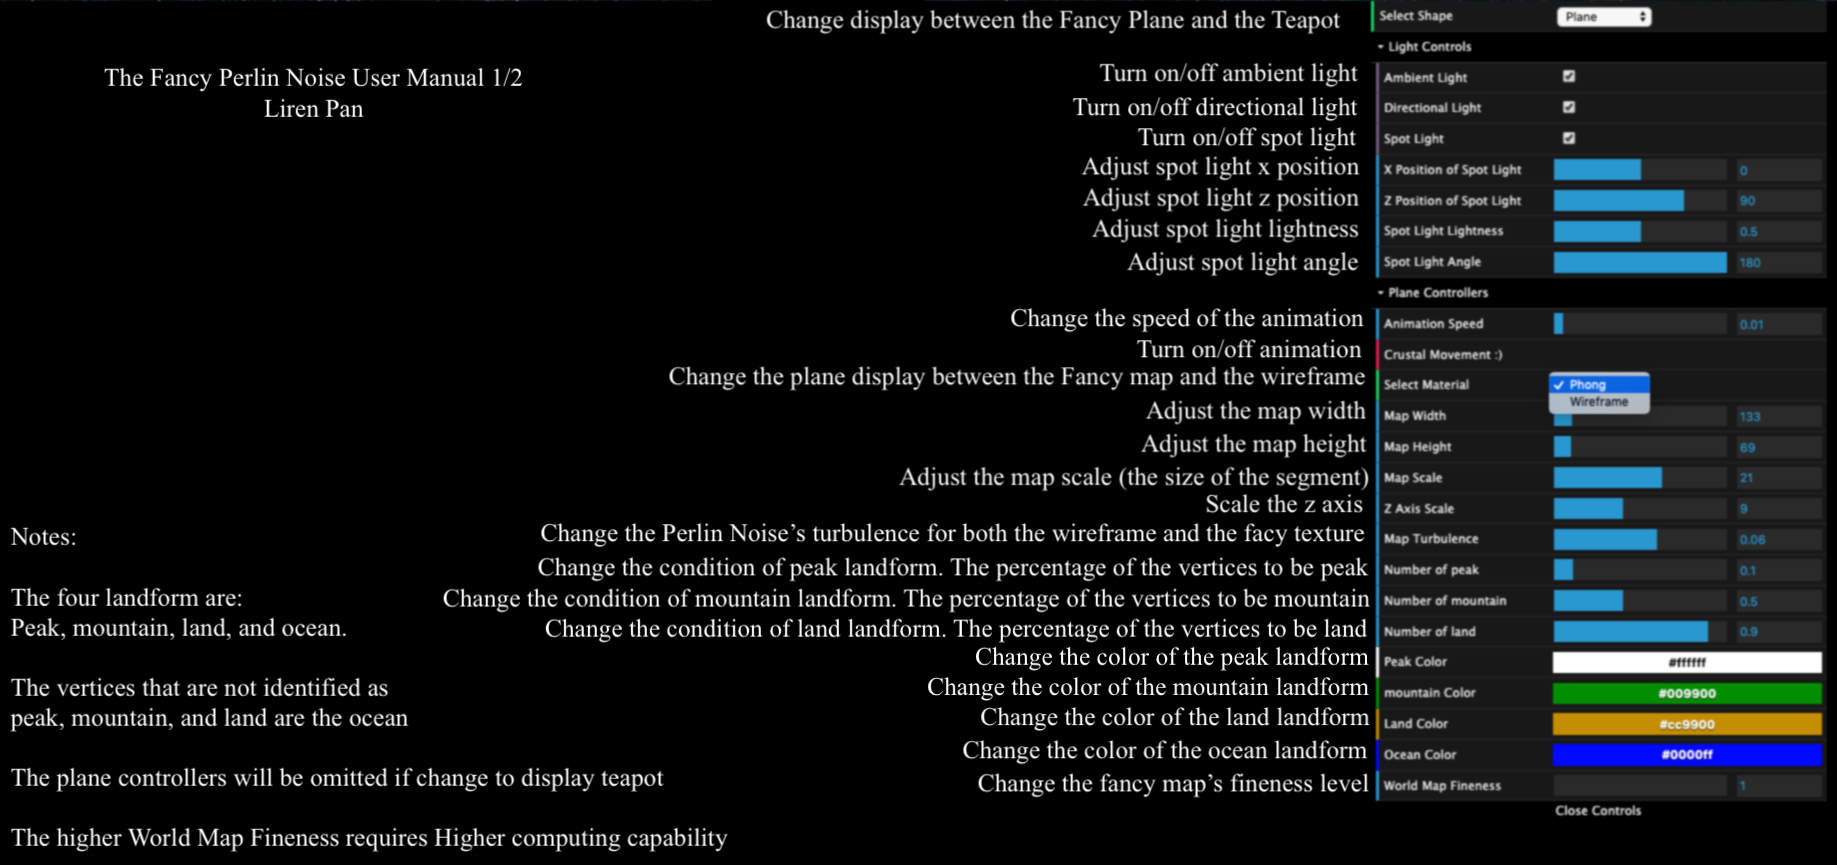 Change display between the Fancy Plane and the Teapot Select Shape Plane
Light Controls
The Fancy Perlin Noise User Manual 1/2
Liren Pan
Turn on/off ambient light Ambient Light
Turn on/off directional light Directional Light
Turn on/off spot light Spot Light
Adjust spot light x position X Position of Spot Light 0
Adjust spot light z position Z Position of Spot Light 90
Adjust spot light lightness Spot Light Lightness 0.5
Adjust spot light angle Spot Light Angle 180
Plane Controllers
Change the speed of the animation Animation Speed 0.01
Turn on/off animation Crustal Movement :)
Change the plane display between the Fancy map and the wireframe Select Material Phong
Wireframe
Adjust the map width Map Width 133
Adjust the map height Map Height 69
Adjust the map scale (the size of the segment) Map Scale 21
Scale the z axis Z Axis Scale 9
Change the Perlin Noise’s turbulence for both the wireframe and the facy texture Map Turbulence 0.06
Change the condition of peak landform. The percentage of the vertices to be peak Number of peak 0.1
Change the condition of mountain landform. The percentage of the vertices to be mountain Number of mountain 0.5
Change the condition of land landform. The percentage of the vertices to be land Number of land 0.9
Change the color of the peak landform Peak Color #ffffff
Change the color of the mountain landform mountain Color #009900
Change the color of the land landform Land Color #cc9900
Change the color of the ocean landform Ocean Color #0000ff
Change the fancy map’s fineness level World Map Fineness 1
Close Controls
Notes:
The four landform are:
Peak, mountain, land, and ocean.
The vertices that are not identified as
peak, mountain, and land are the ocean
The plane controllers will be omitted if change to display teapot
The higher World Map Fineness requires Higher computing capability